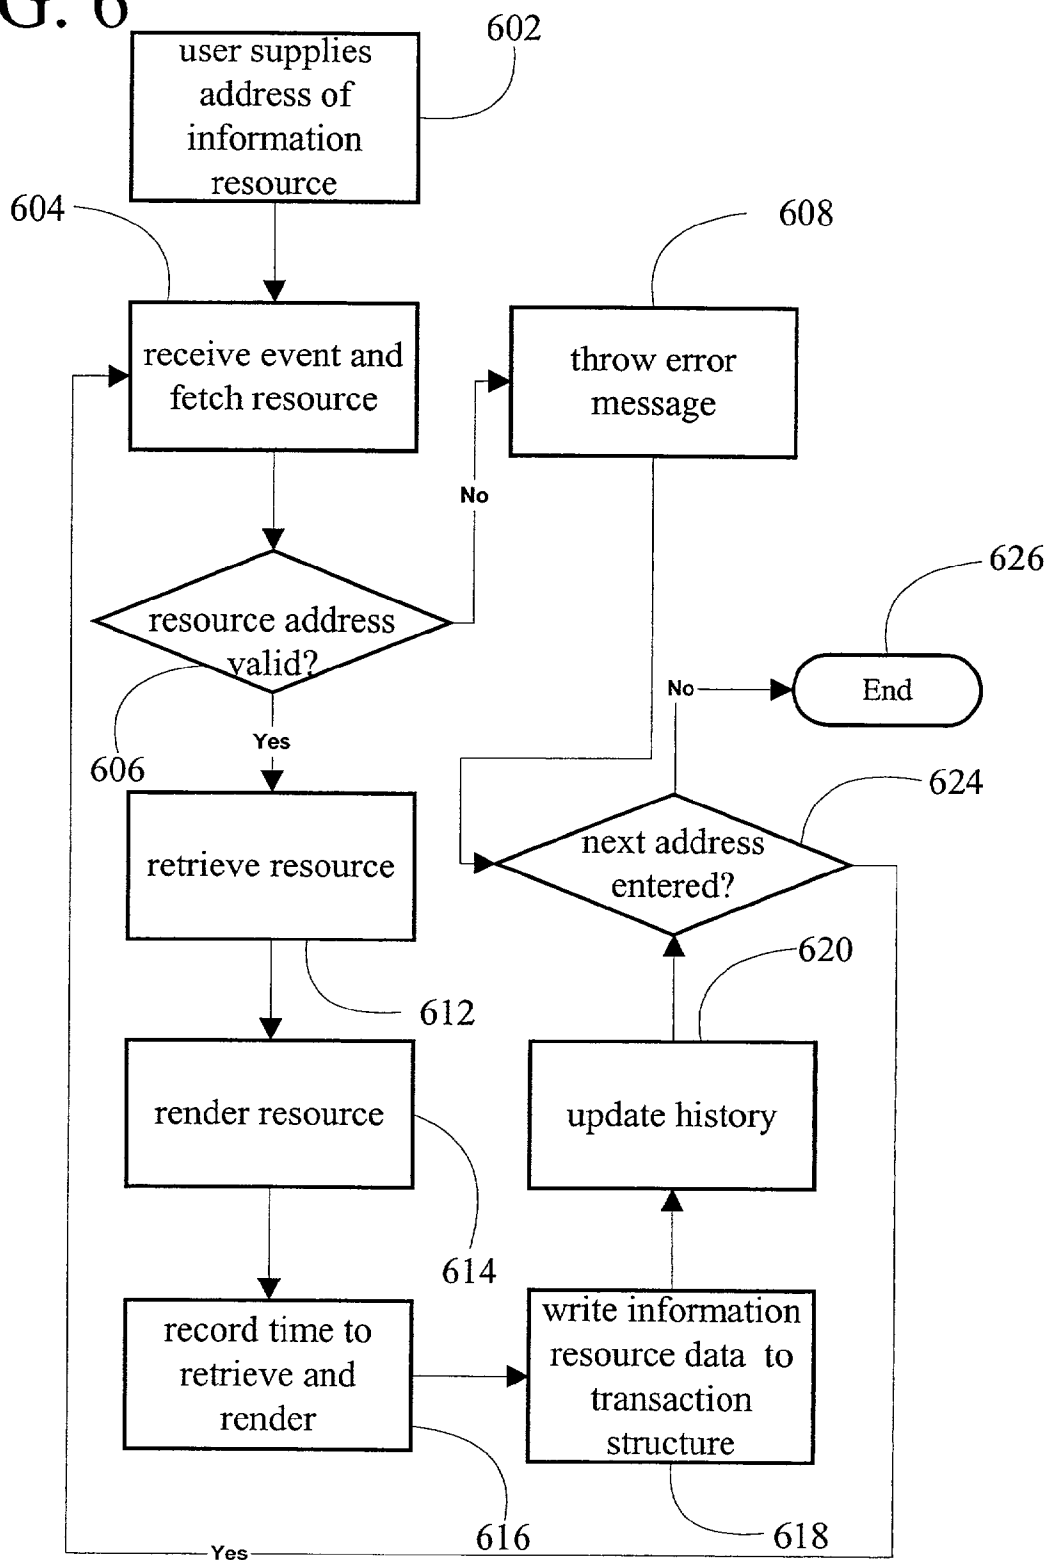 G. 6
602
user supplies
address of
information
resource
604
608
receive event and
fetch resource
throw error
message
No
626
resource address
valid?
No
End
Yes
606
624
next address
entered?
retrieve resource
620
612
render resource
update history
614
write information
resource data to
transaction
structure
record time to
retrieve and
render
616
618
Yes